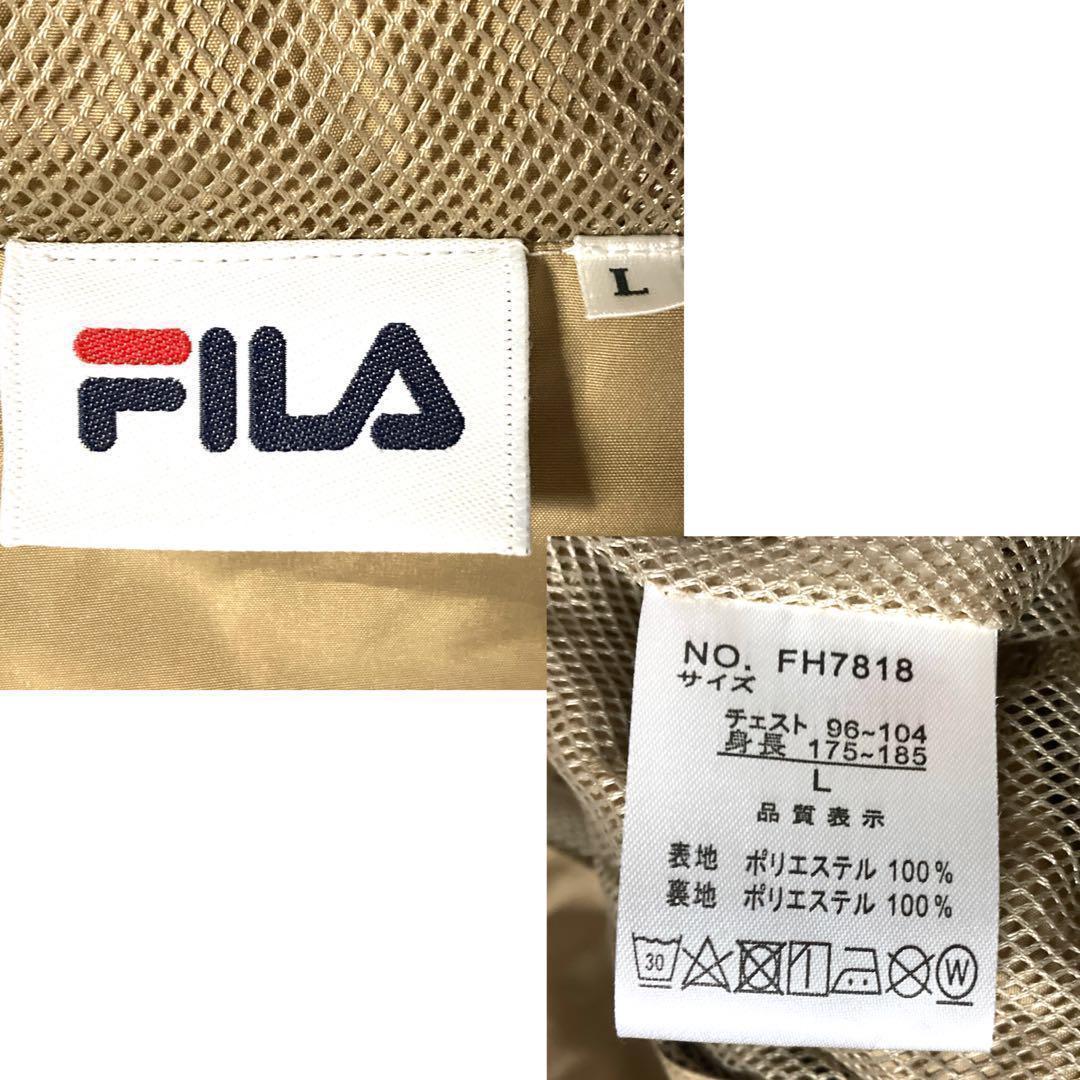 FILA
L
NO. FH7818
サイズ
チェスト 96~104
身長 175~185
L
品質表示
表地 ポリエステル 100%
裏地 ポリエステル 100%
30
W